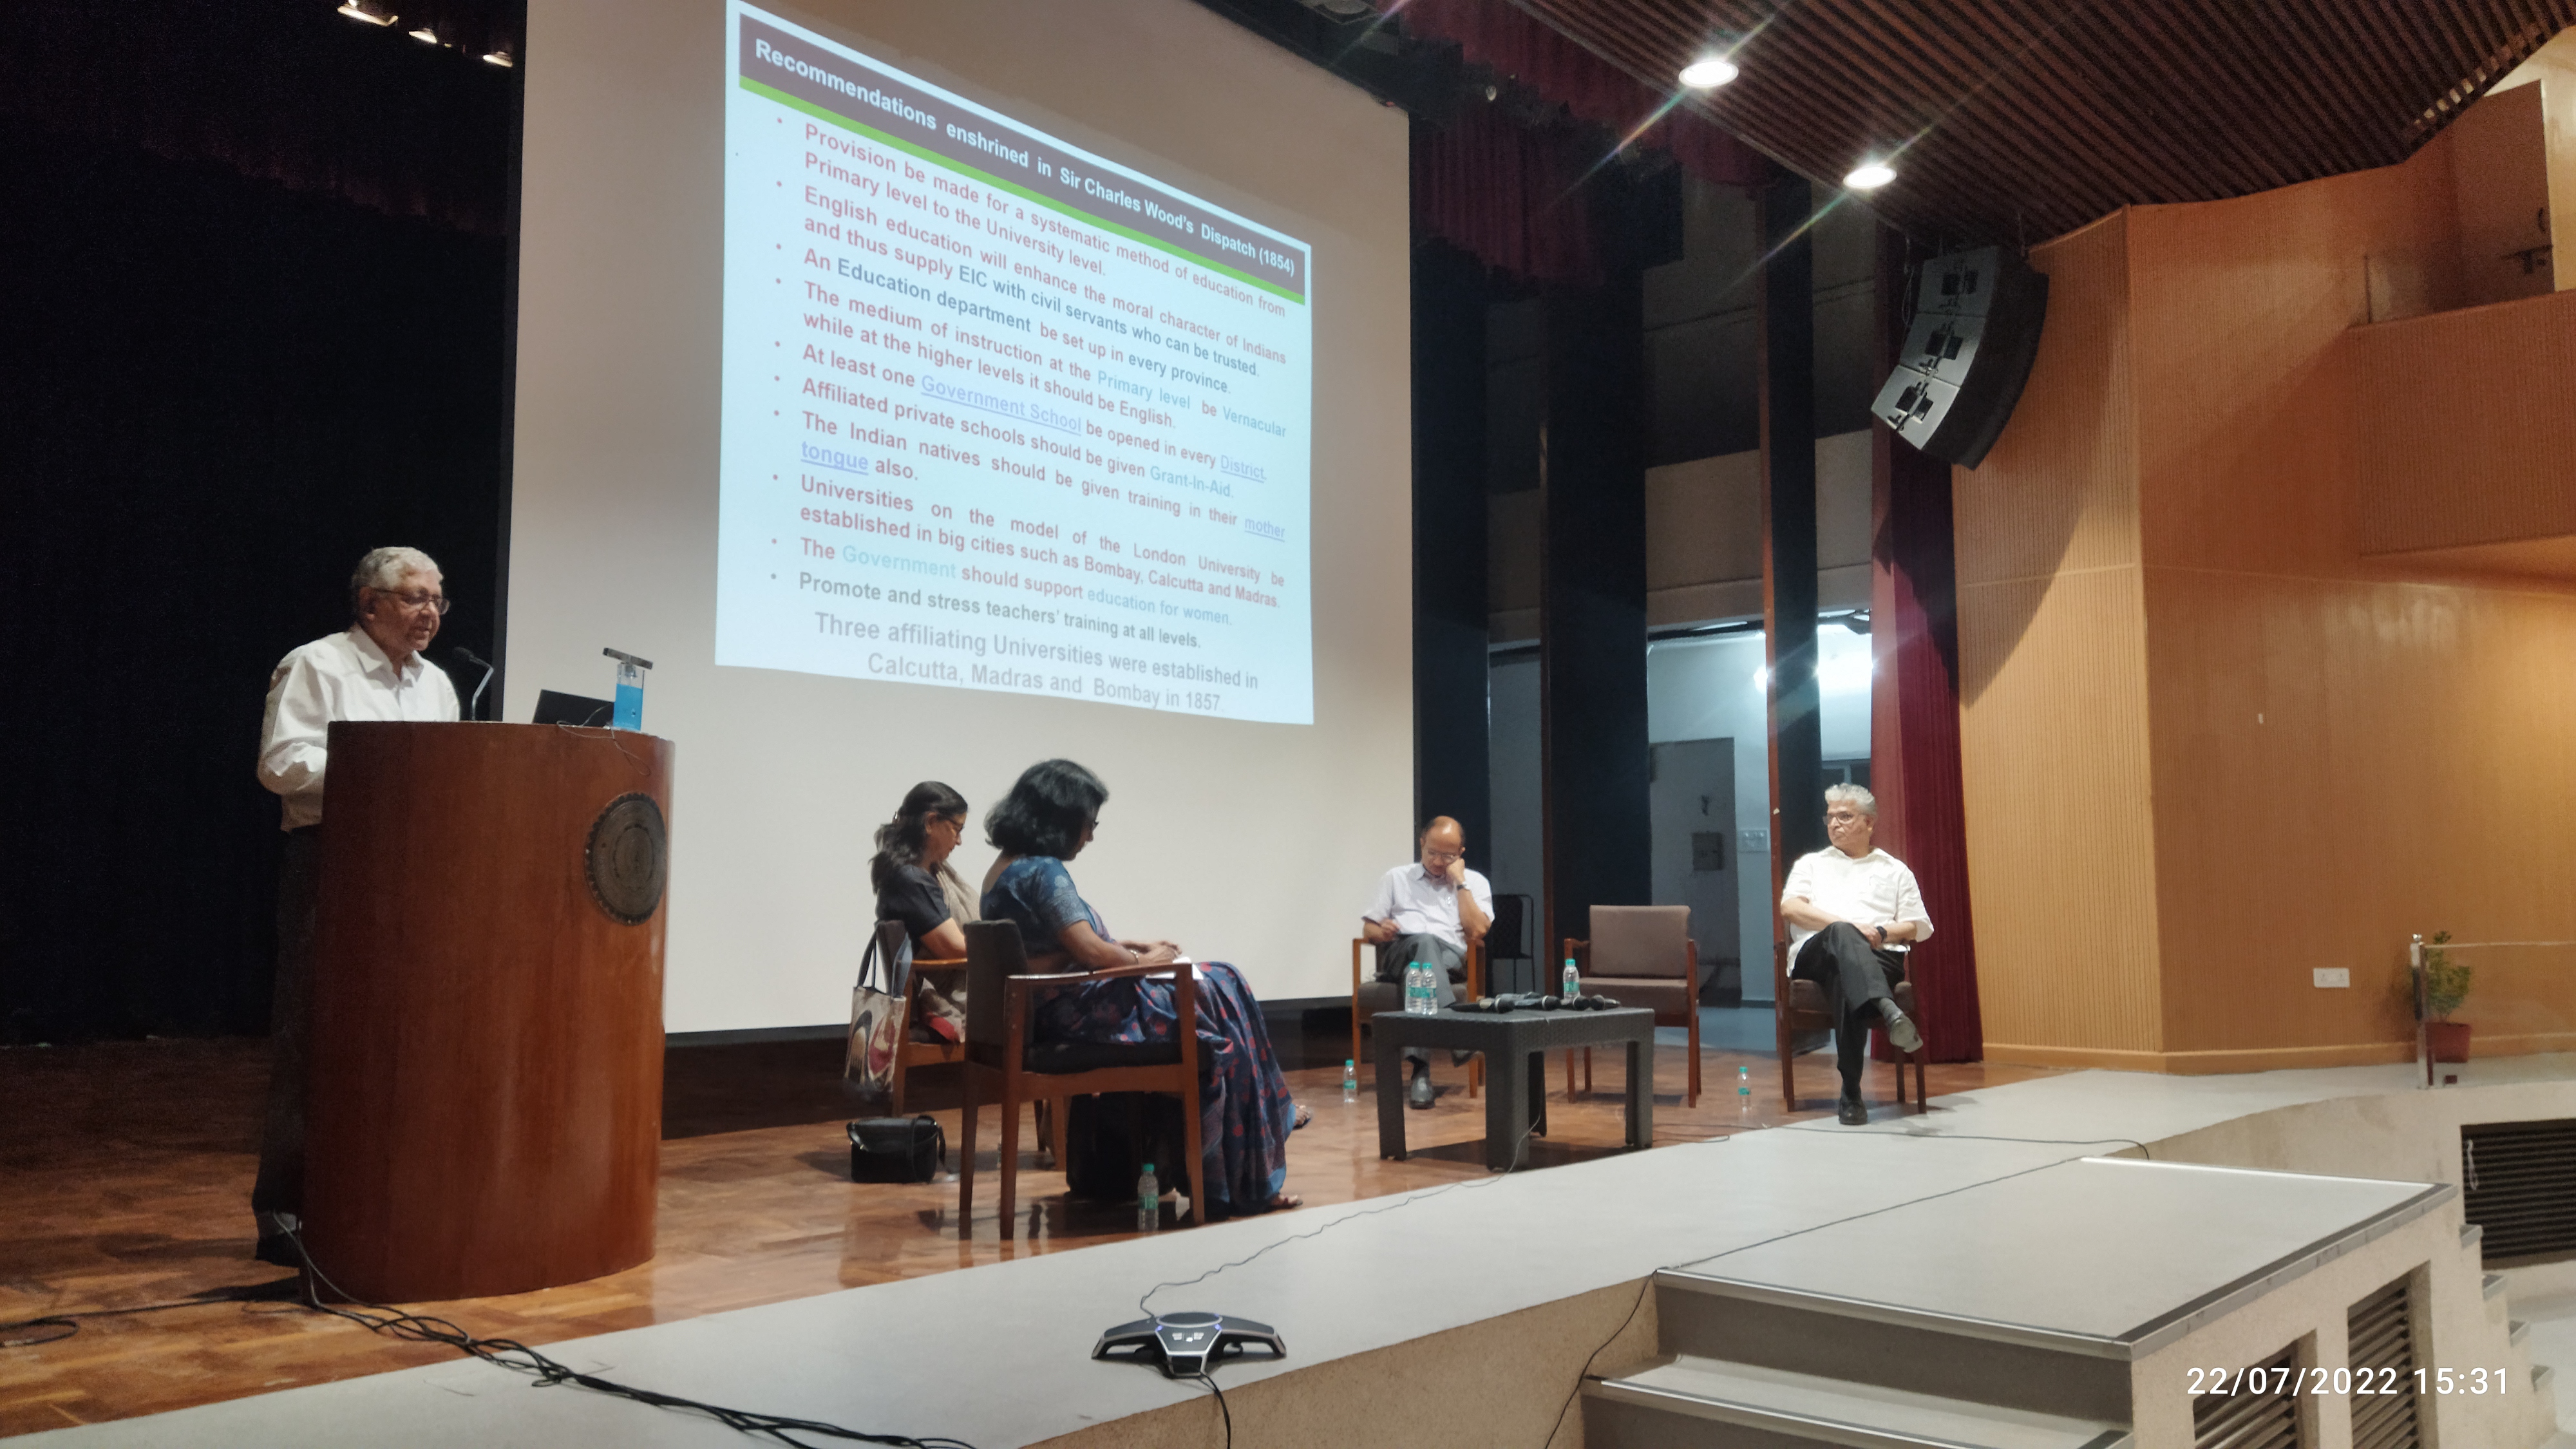 Recommendations enshrined in Sir Charles Wood's Dispatch (1854)
• Provision be made for a systematic method of education from
Primary level to the University level.
• English education will enhance the moral character of Indians
and thus supply EIC with civil servants who can be trusted.
• An Education department be set up in every province.
• The medium of instruction at the Primary level be Vernacular
while at the higher levels it should be English.
• At least one Government School be opened in every District.
• Affiliated private schools should be given Grant-In-Aid.
• The Indian natives should be given training in their mother
tongue also.
• Universities on the model of the London University be
established in big cities such as Bombay, Calcutta and Madras.
• The Government should support education for women.
• Promote and stress teachers' training at all levels.
Three affiliating Universities were established in
Calcutta, Madras and Bombay in 1857.
22/07/2022 15:31